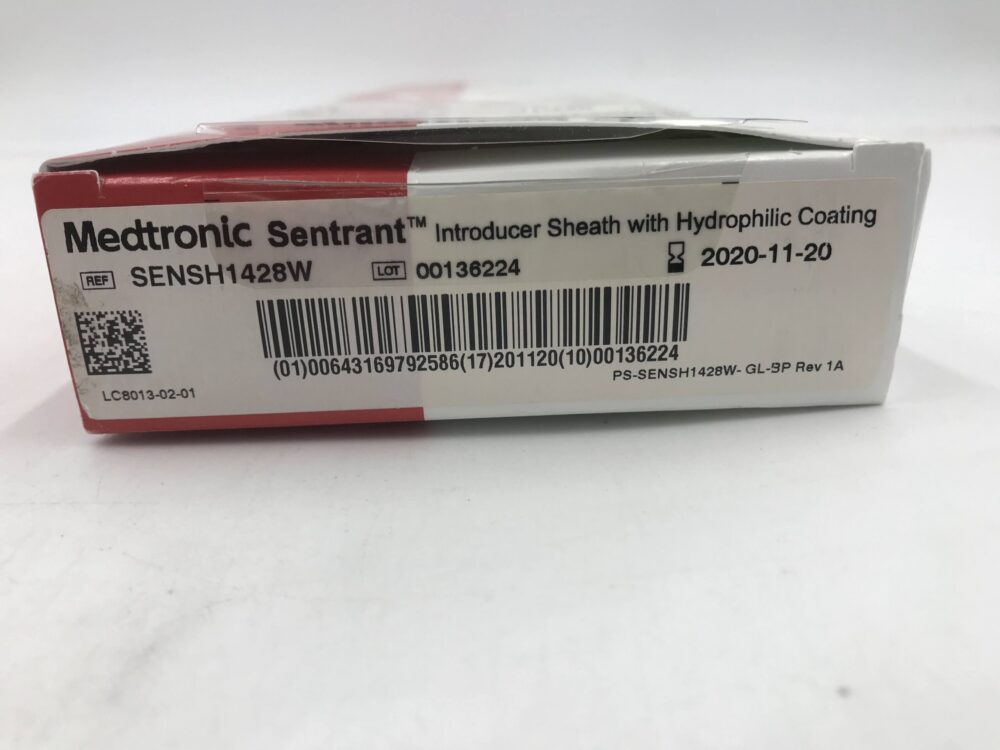 Medtronic Sentrant™ Introducer Sheath with Hydrophilic Coating
REF SENSH1428W LOT 00136224 2020-11-20
(01)00643169792586(17)201120(10)00136224
PS-SENSH1428W- GL-BP Rev 1A
LC8013-02-01